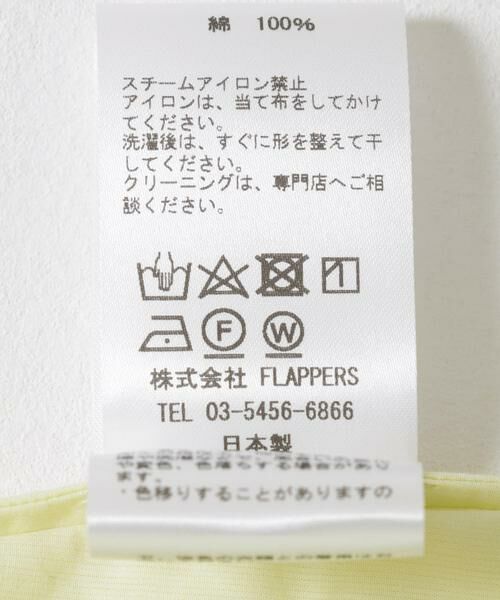 綿 100%
スチームアイロン禁止
アイロンは、当て布をしてかけ
てください。
洗濯後は、すぐに形を整えて干
してください。
クリーニングは、専門店へご相
談ください。
F W
株式会社 FLAPPERS
TEL 03-5456-6866
日本製
ます。
・色移りすることがありますの